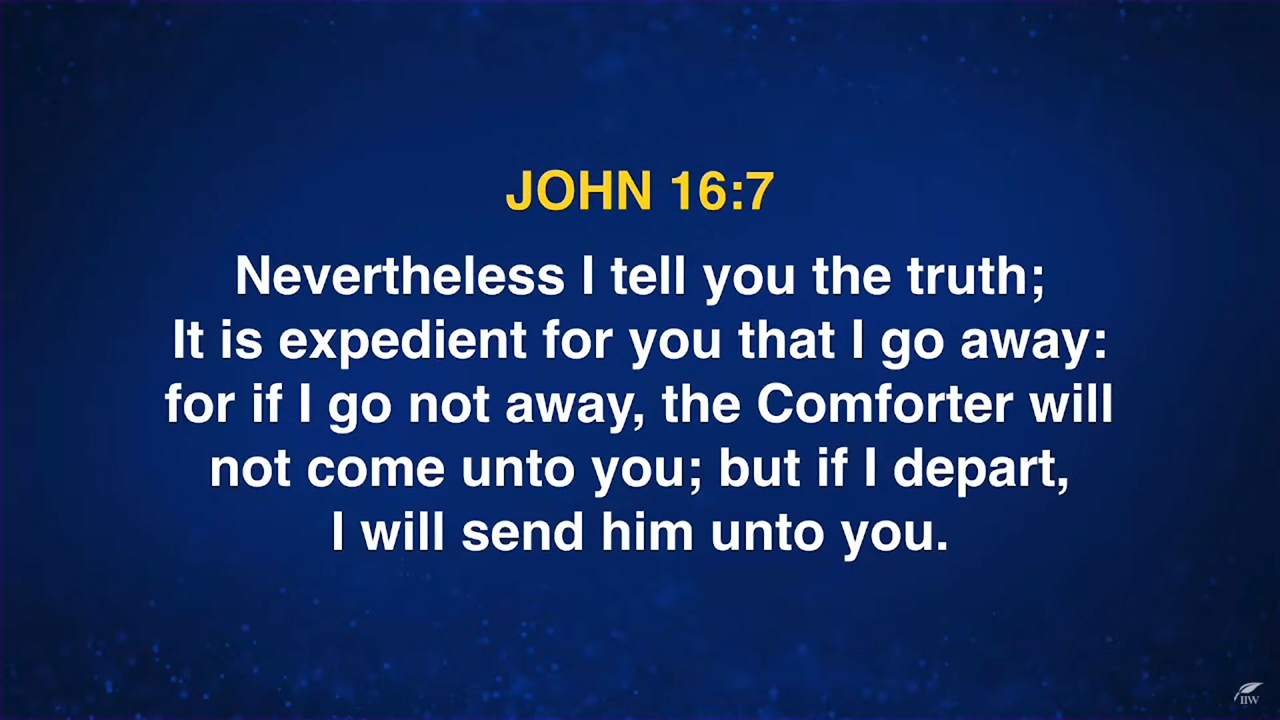 JOHN 16:7
Nevertheless I tell you the truth;
It is expedient for you that I go away:
for if I go not away, the Comforter will
not come unto you; but if I depart,
I will send him unto you.
IIW